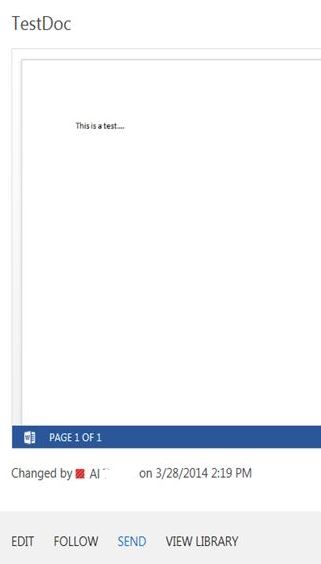 TestDoc
This is a test....
PAGE 1 OF 1
Changed by Al on 3/28/2014 2:19 PM
EDIT FOLLOW SEND VIEW LIBRARY